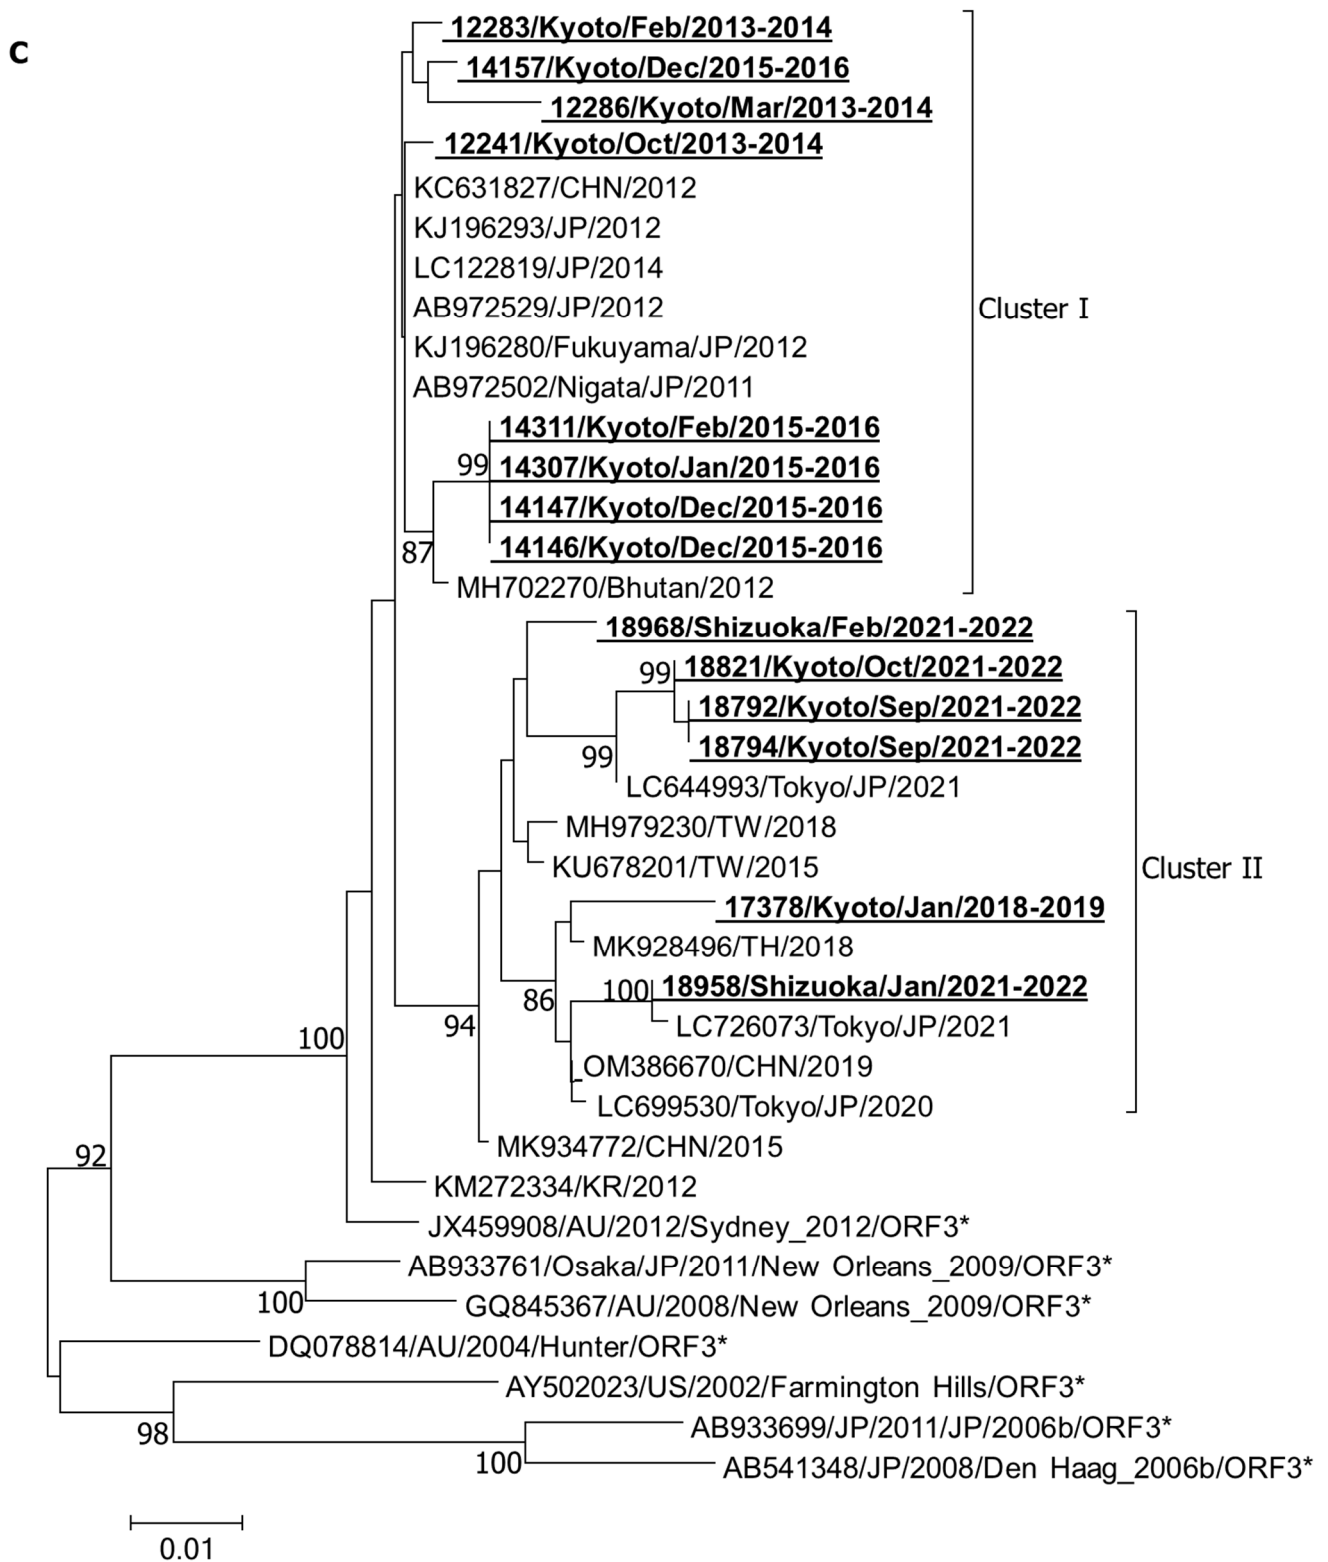 C
12283/Kyoto/Feb/2013-2014
14157/Kyoto/Dec/2015-2016
12286/Kyoto/Mar/2013-2014
12241/Kyoto/Oct/2013-2014
KC631827/CHN/2012
KJ196293/JP/2012
LC122819/JP/2014
AB972529/JP/2012
Cluster I
KJ196280/Fukuyama/JP/2012
AB972502/Nigata/JP/2011
14311/Kyoto/Feb/2015-2016
99
14307/Kyoto/Jan/2015-2016
14147/Kyoto/Dec/2015-2016
14146/Kyoto/Dec/2015-2016
87
MH702270/Bhutan/2012
18968/Shizuoka/Feb/2021-2022
99
18821/Kyoto/Oct/2021-2022
18792/Kyoto/Sep/2021-2022
18794/Kyoto/Sep/2021-2022
99
LC644993/Tokyo/JP/2021
MH979230/TW/2018
KU678201/TW/2015
Cluster II
17378/Kyoto/Jan/2018-2019
MK928496/TH/2018
100
18958/Shizuoka/Jan/2021-2022
86
LC726073/Tokyo/JP/2021
94
100
OM386670/CHN/2019
LC699530/Tokyo/JP/2020
MK934772/CHN/2015
92
KM272334/KR/2012
JX459908/AU/2012/Sydney_2012/ORF3*
AB933761/Osaka/JP/2011/New Orleans_2009/ORF3*
100
GQ845367/AU/2008/New Orleans_2009/ORF3*
DQ078814/AU/2004/Hunter/ORF3*
AY502023/US/2002/Farmington Hills/ORF3*
98
AB933699/JP/2011/JP/2006b/ORF3*
100
AB541348/JP/2008/Den Haag_2006b/ORF3*
0.01